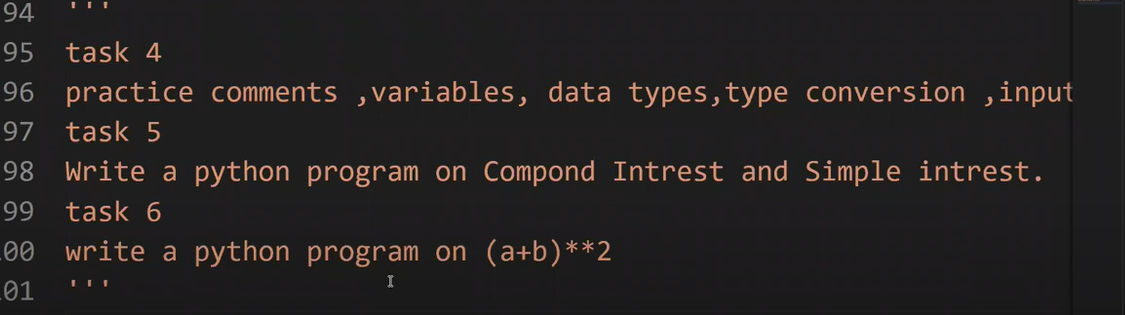 94 '''
95 task 4
96 practice comments ,variables, data types,type conversion ,input
97 task 5
98 Write a python program on Compond Intrest and Simple intrest.
99 task 6
00 write a python program on (a+b)**2
01 '''